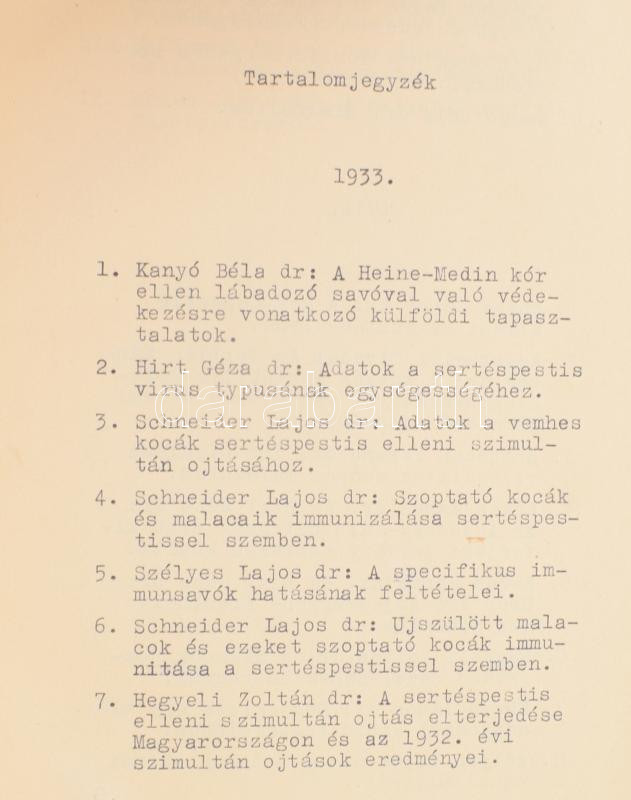 Tartalomjegyzék
1933.
1. Kanyó Béla dr: A Heine-Medin kór
ellen lábadozó savóval való véde-
kezésre vonatkozó külföldi tapasz-
talatok.
2. Hirt Géza dr: Adatok a sertéspestis
virus typusánsk egységességéhez.
3. Schneider Lajos dr: Adatok a vemhes
kocák sertéspestis elleni szimul-
tán ojtásához.
4. Schneider Lajos dr: Szoptató kocák
és malacaik immunizálása sertéspes-
tissel szemben.
5. Szélyes Lajos dr: A specifikus im-
munsavók hatásának feltételei.
6. Schneider Lajos dr: Ujszülött mala-
cok és ezeket szoptató kocák immu-
nitása a sertéspestissel szemben.
7. Hegyeli Zoltán dr: A sertéspestis
elleni szimultán ojtás elterjedése
Magyarországon és az 1932. évi
szimultán ojtások eredményei.
darabanth